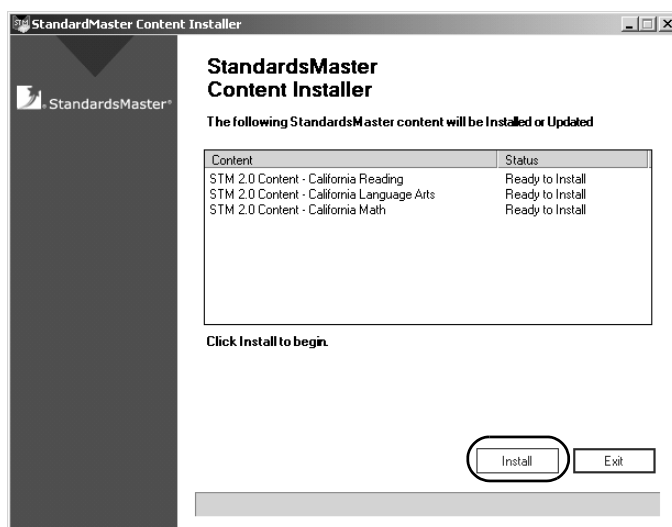 STM StandardMaster Content Installer
StandardsMaster®
StandardsMaster
Content Installer
The following StandardsMaster content will be Installed or Updated
Content Status
STM 2.0 Content - California Reading Ready to Install
STM 2.0 Content - California Language Arts Ready to Install
STM 2.0 Content - California Math Ready to Install
Click Install to begin.
Install Exit